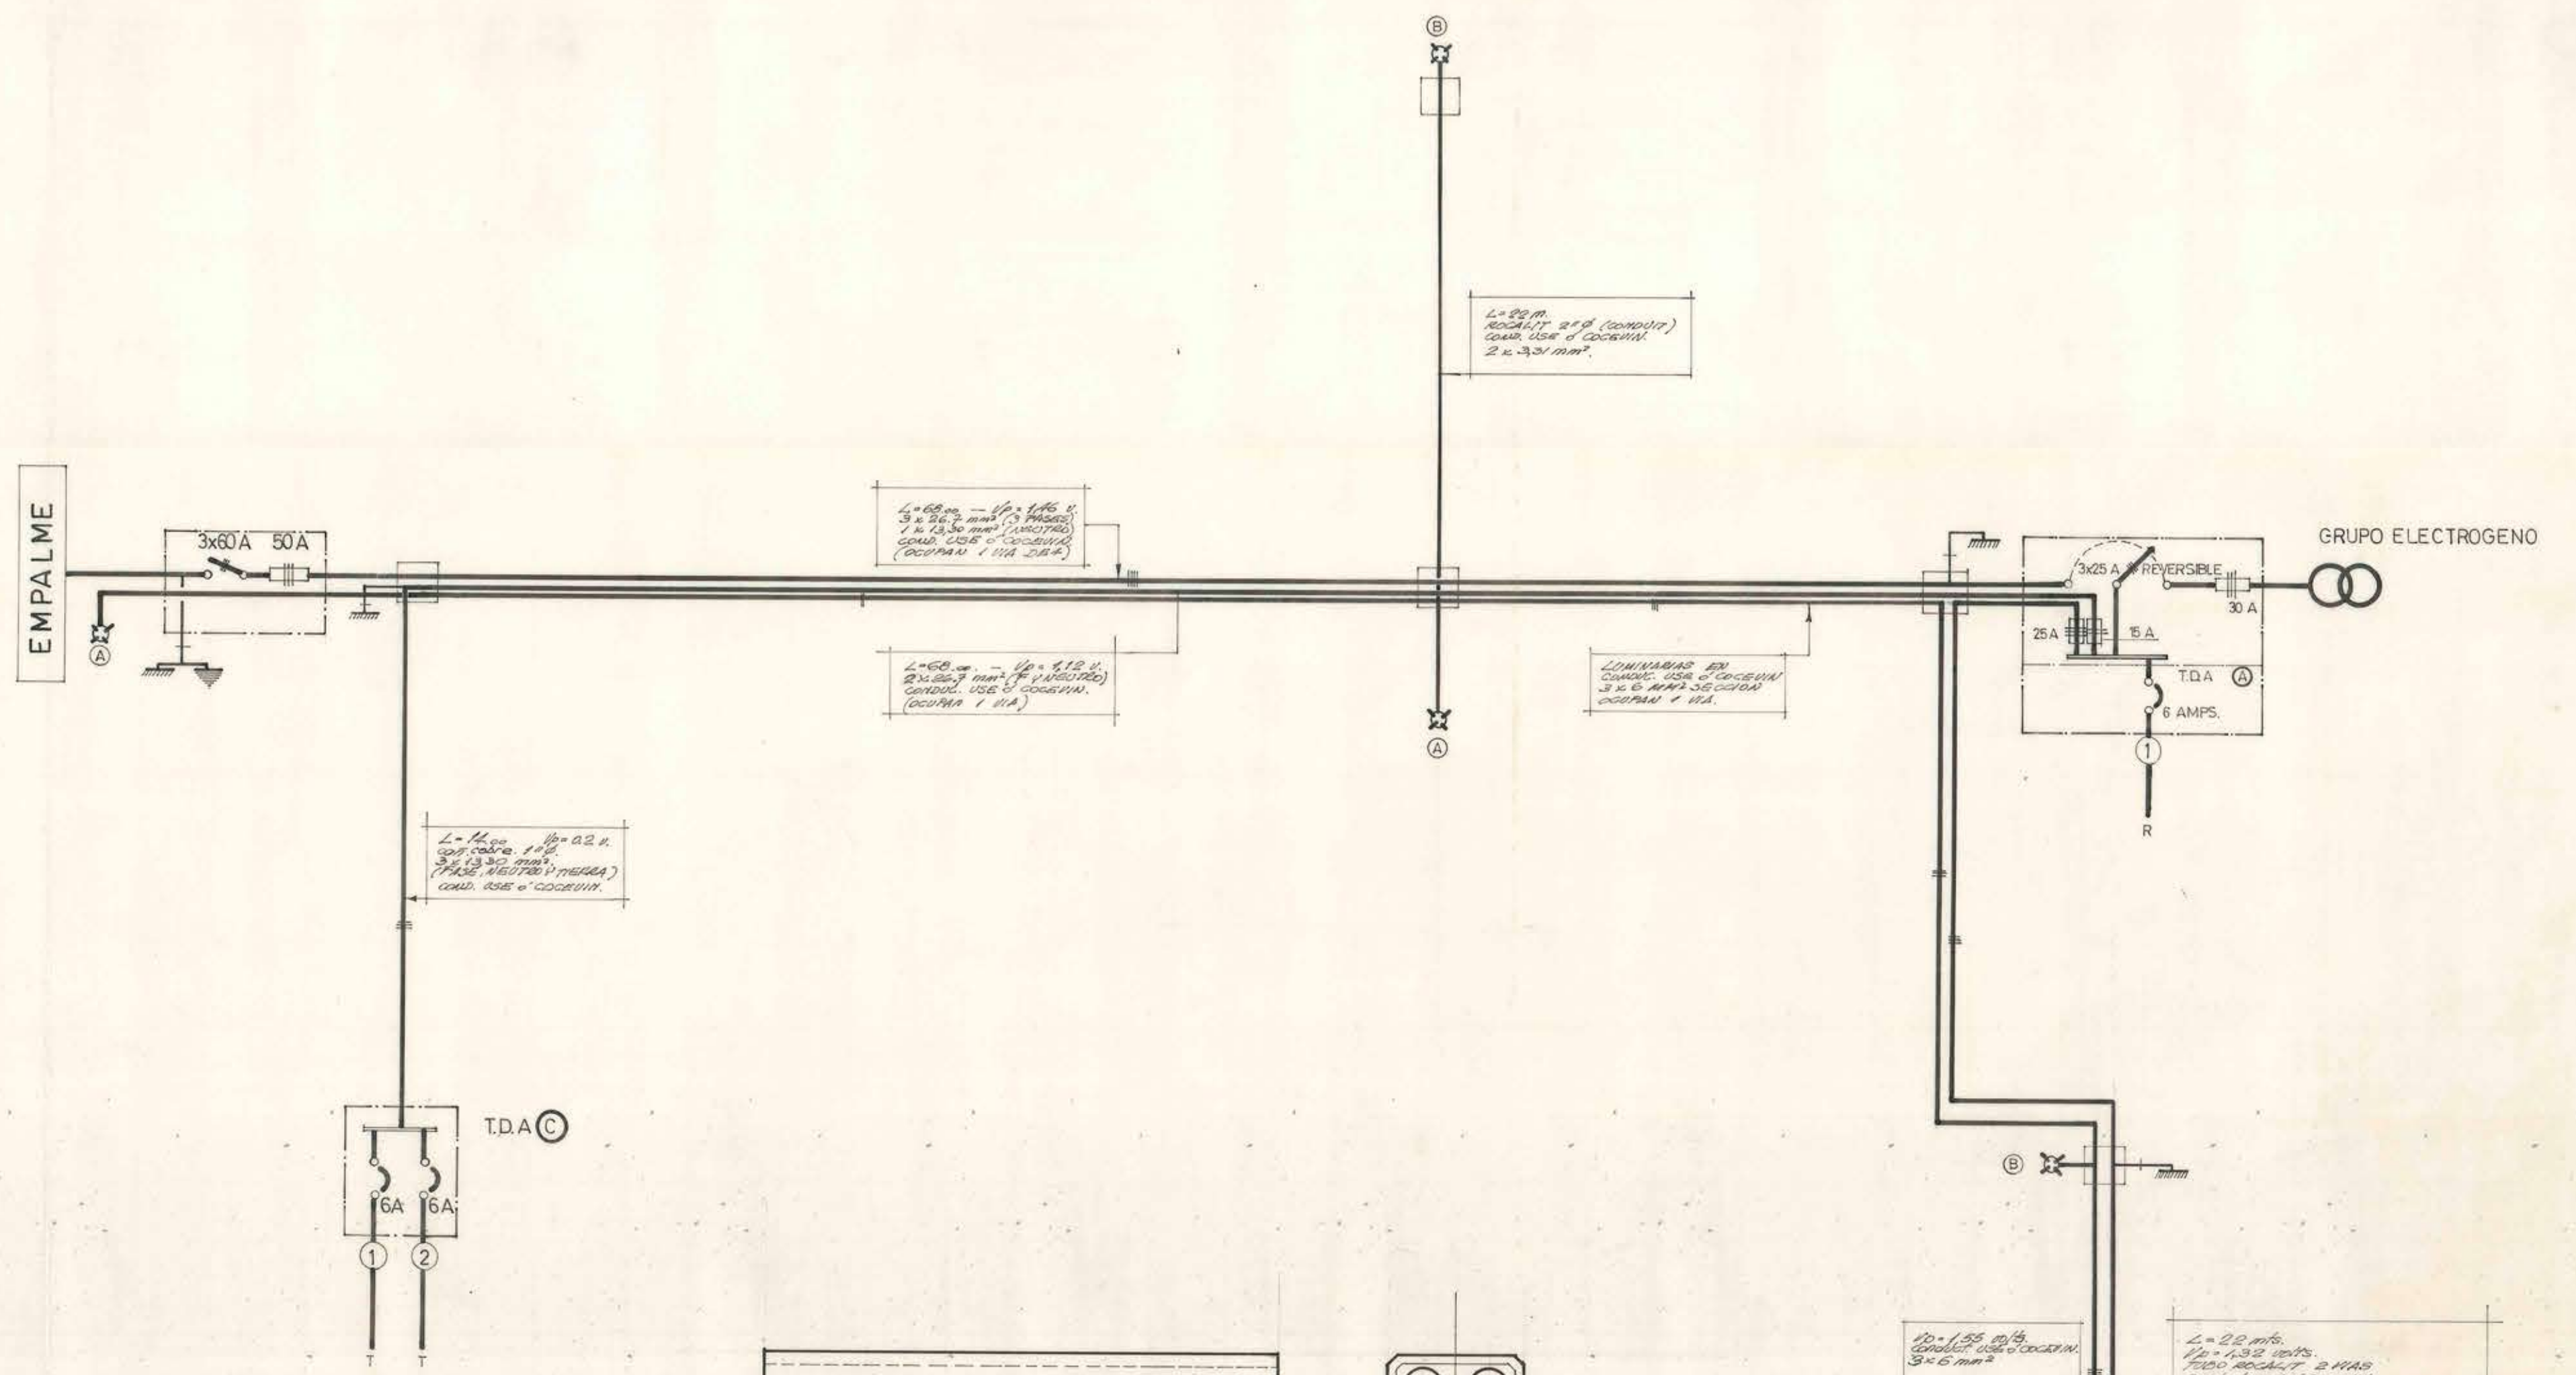 B
L=22 m.
ROCALIT 2"Ø (CONDUIT)
COND. USE ó COCEVIN.
2 x 3,31 mm².
EMPALME
A
3x60A 50A
L=68.00 — Vp = 1,46 V.
3 x 26.7 mm² (3 FASES)
1 x 13,30 mm² (NEUTRO)
COND. USE ó COCEVIN
(OCUPAN 1 VIA DE 4)
L=68.00 — Vp = 1,12 V.
2 x 26.7 mm² (F Y NEUTRO)
CONDUC. USE ó COCEVIN.
(OCUPAN 1 VIA)
A
LUMINARIAS EN
CONDUC. USE ó COCEVIN
3 x 6 MM² SECCION
OCUPAN 1 VIA.
GRUPO ELECTROGENO
3x25 A REVERSIBLE
30 A
25A 15 A
T.D.A A
6 AMPS.
1
R
L=14.00 Vp=0.2 V.
cañ. cobre. 1"Ø.
3 x 13.30 mm².
(FASE, NEUTRO Y TIERRA)
COND. USE ó COCEVIN.
T.D.A C
6A 6A
1 2
T T
B
Vp=1.55 volts.
CONDUCT. USE ó COCEVIN.
3x6 mm²
L=22 mts.
Vp=1,32 volts.
TUBO ROCALIT 2 VIAS